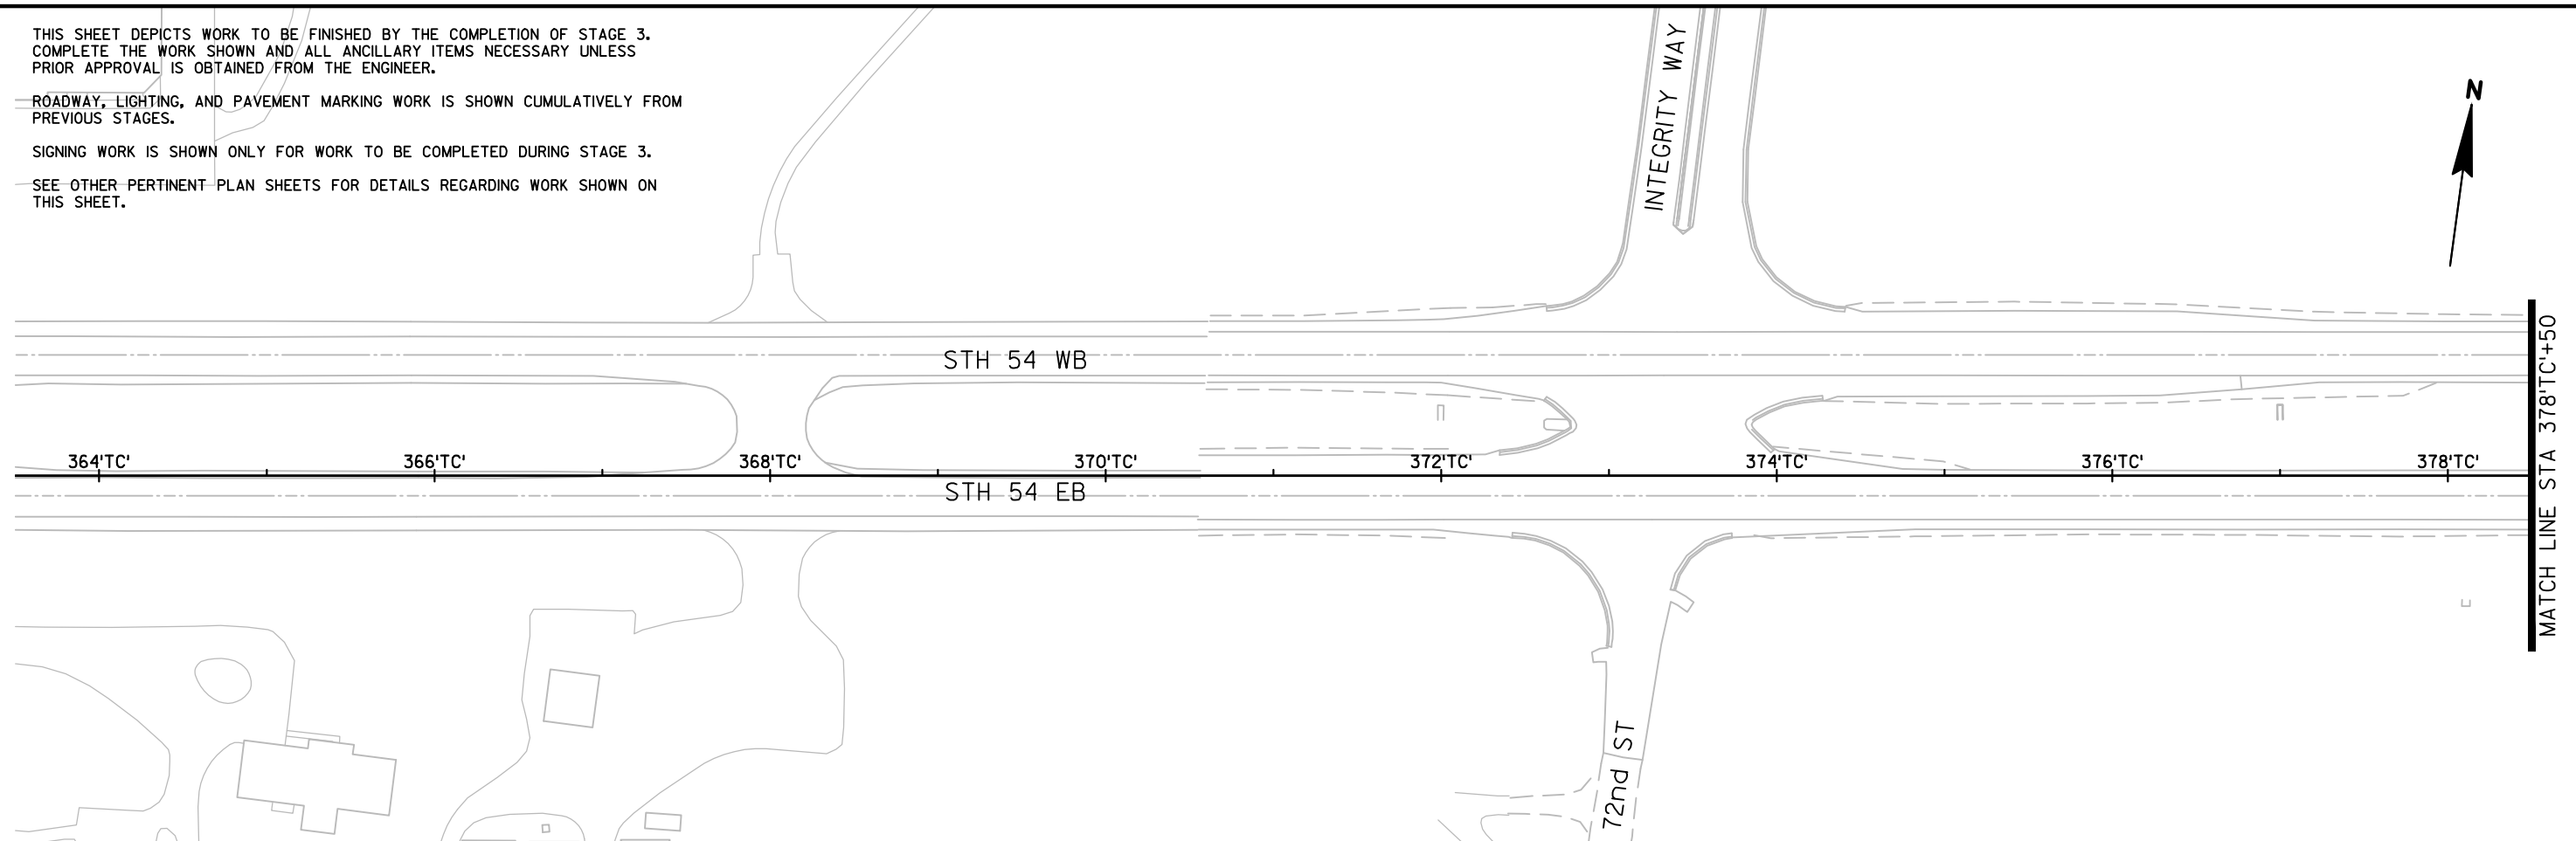 THIS SHEET DEPICTS WORK TO BE FINISHED BY THE COMPLETION OF STAGE 3.
COMPLETE THE WORK SHOWN AND ALL ANCILLARY ITEMS NECESSARY UNLESS
PRIOR APPROVAL IS OBTAINED FROM THE ENGINEER.
ROADWAY, LIGHTING, AND PAVEMENT MARKING WORK IS SHOWN CUMULATIVELY FROM
PREVIOUS STAGES.
SIGNING WORK IS SHOWN ONLY FOR WORK TO BE COMPLETED DURING STAGE 3.
SEE OTHER PERTINENT PLAN SHEETS FOR DETAILS REGARDING WORK SHOWN ON
THIS SHEET.
INTEGRITY WAY
N
STH 54 WB
364'TC'
366'TC'
368'TC'
370'TC'
372'TC'
374'TC'
376'TC'
378'TC'
STH 54 EB
MATCH LINE STA 378'TC'+50
72nd ST